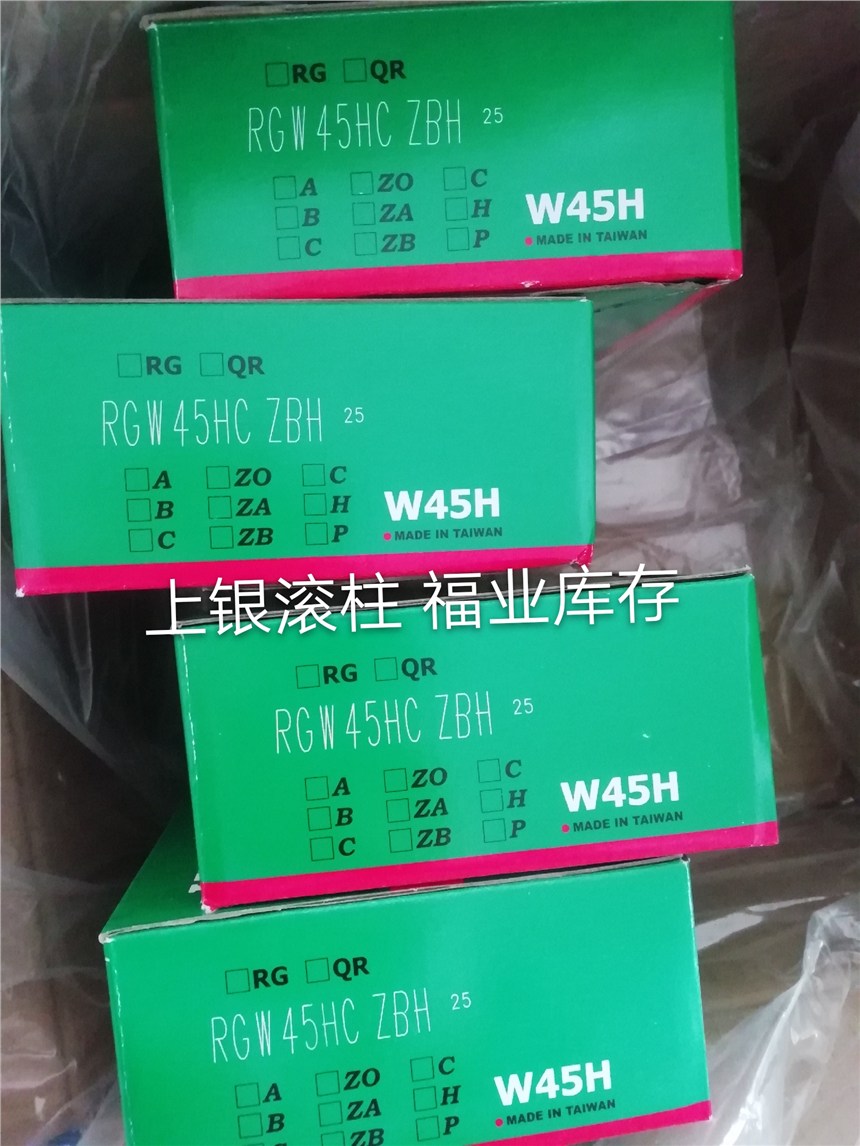 □RG □QR
RGW45HC ZBH 25
□A □ZO □C
□B □ZA □H
□C □ZB □P
W45H
MADE IN TAIWAN
□RG □QR
RGW45HC ZBH 25
□A □ZO □C
□B □ZA □H
□C □ZB □P
W45H
MADE IN TAIWAN
上银滚柱 福业库存
□RG □QR
RGW45HC ZBH 25
□A □ZO □C
□B □ZA □H
□C □ZB □P
W45H
MADE IN TAIWAN
□RG □QR
RGW45HC ZBH 25
□A □ZO □C
□B □ZA □H
□ZB □P
W45H
MADE IN TAIWAN